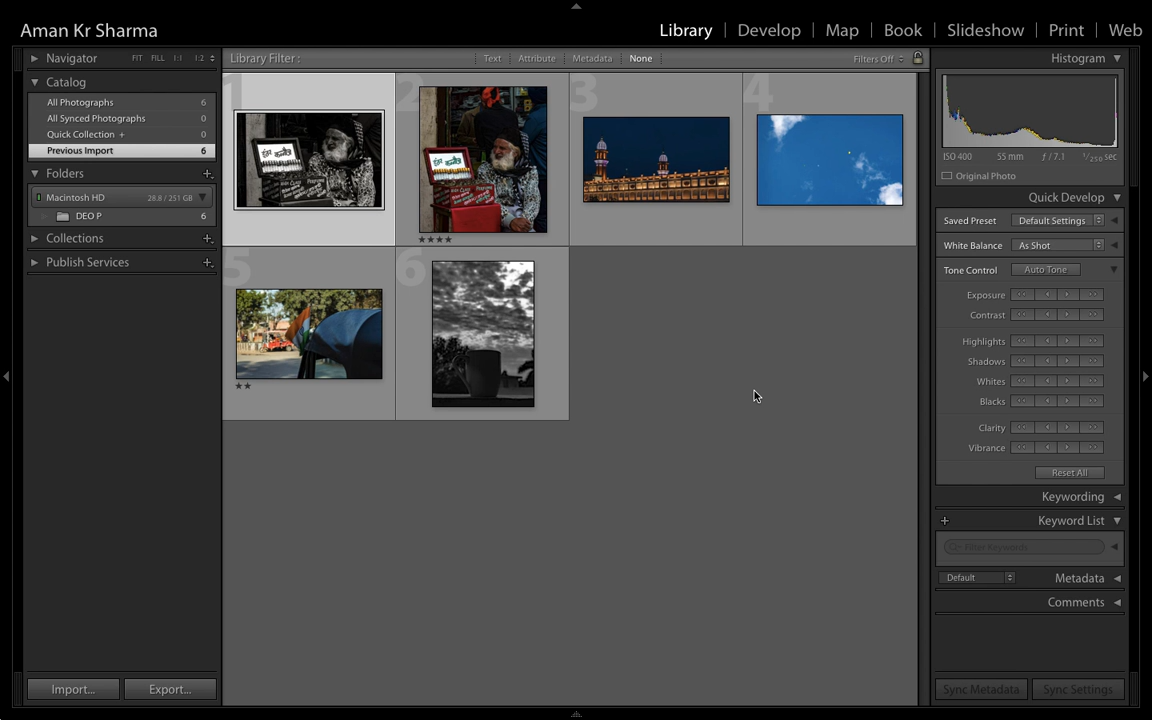 Aman Kr Sharma
Library | Develop | Map | Book | Slideshow | Print | Web
Navigator FIT FILL 1:1 1:2
Catalog
All Photographs 6
All Synced Photographs 0
Quick Collection + 0
Previous Import 6
Folders
Macintosh HD 28.8 / 251 GB
DEO P 6
Collections
Publish Services
Import...
Export...
Library Filter :
Text Attribute Metadata None
Filters Off
1
2
3
4
5
6
Histogram
ISO 400 55 mm ƒ / 7.1 1/250 sec
Original Photo
Quick Develop
Saved Preset Default Settings
White Balance As Shot
Tone Control Auto Tone
Exposure
Contrast
Highlights
Shadows
Whites
Blacks
Clarity
Vibrance
Reset All
Keywording
Keyword List
Filter Keywords
Default Metadata
Comments
Sync Metadata
Sync Settings